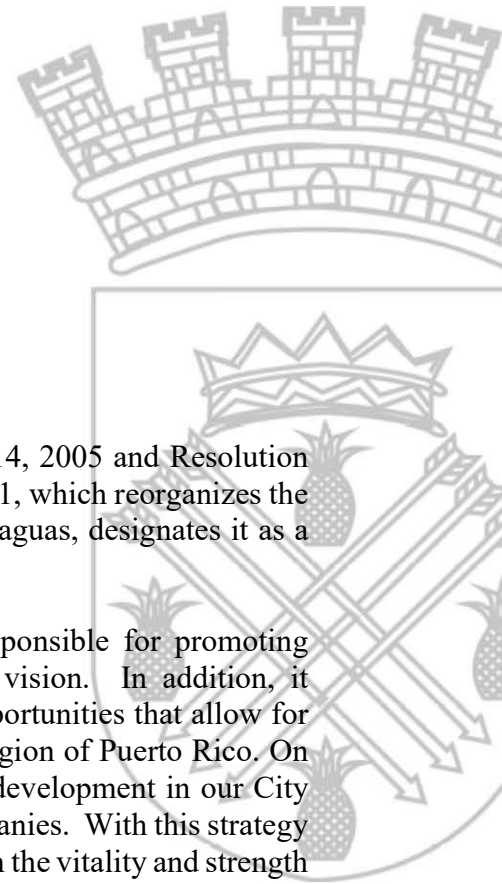 14, 2005 and Resolution
1, which reorganizes the
aguas, designates it as a
ponsible for promoting
vision. In addition, it
portunities that allow for
gion of Puerto Rico. On
development in our City
anies. With this strategy
n the vitality and strength